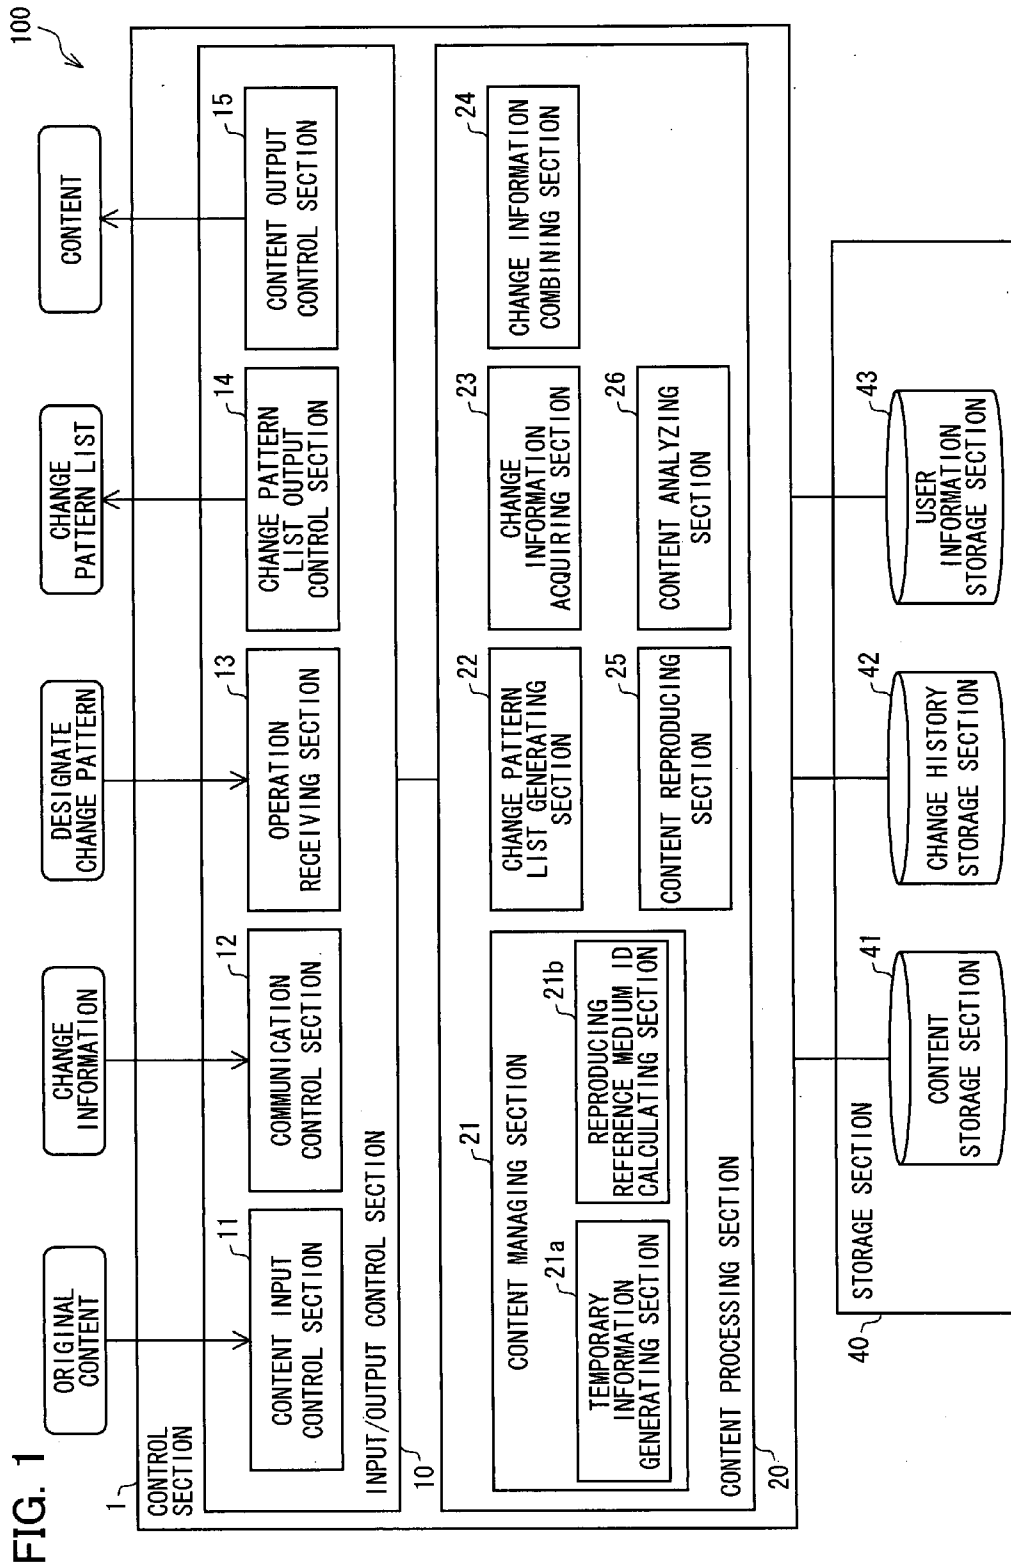 FIG. 1
100
ORIGINAL
CONTENT
CHANGE
INFORMATION
DESIGNATE
CHANGE PATTERN
CHANGE
PATTERN LIST
CONTENT
1
CONTROL
SECTION
11
CONTENT INPUT
CONTROL SECTION
12
COMMUNICATION
CONTROL SECTION
13
OPERATION
RECEIVING SECTION
14
CHANGE PATTERN
LIST OUTPUT
CONTROL SECTION
15
CONTENT OUTPUT
CONTROL SECTION
INPUT/OUTPUT CONTROL SECTION
10
21
CONTENT MANAGING SECTION
21a
TEMPORARY
INFORMATION
GENERATING SECTION
21b
REPRODUCING
REFERENCE MEDIUM ID
CALCULATING SECTION
22
CHANGE PATTERN
LIST GENERATING
SECTION
23
CHANGE
INFORMATION
ACQUIRING SECTION
24
CHANGE INFORMATION
COMBINING SECTION
25
CONTENT REPRODUCING
SECTION
26
CONTENT ANALYZING
SECTION
CONTENT PROCESSING SECTION
20
STORAGE SECTION
40
41
CONTENT
STORAGE SECTION
42
CHANGE HISTORY
STORAGE SECTION
43
USER
INFORMATION
STORAGE SECTION